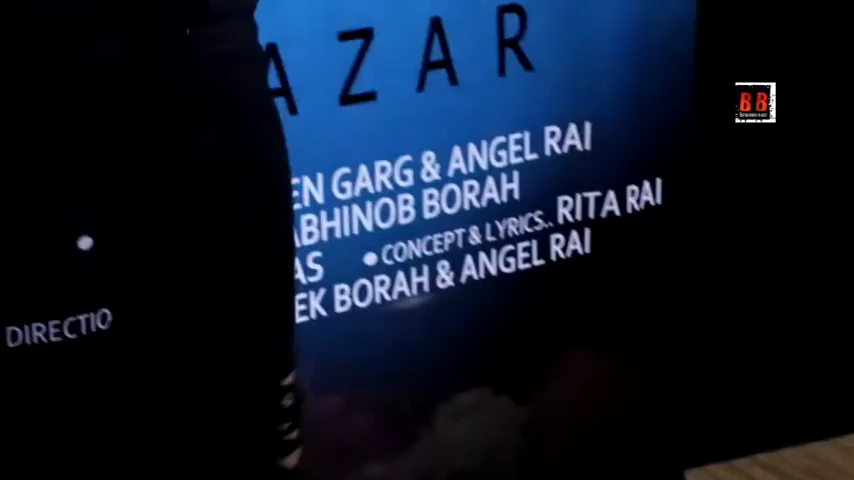 AZAR
EN GARG & ANGEL RAI
ABHINOB BORAH
AS • CONCEPT & LYRICS.. RITA RAI
EK BORAH & ANGEL RAI
DIRECTIO
BB